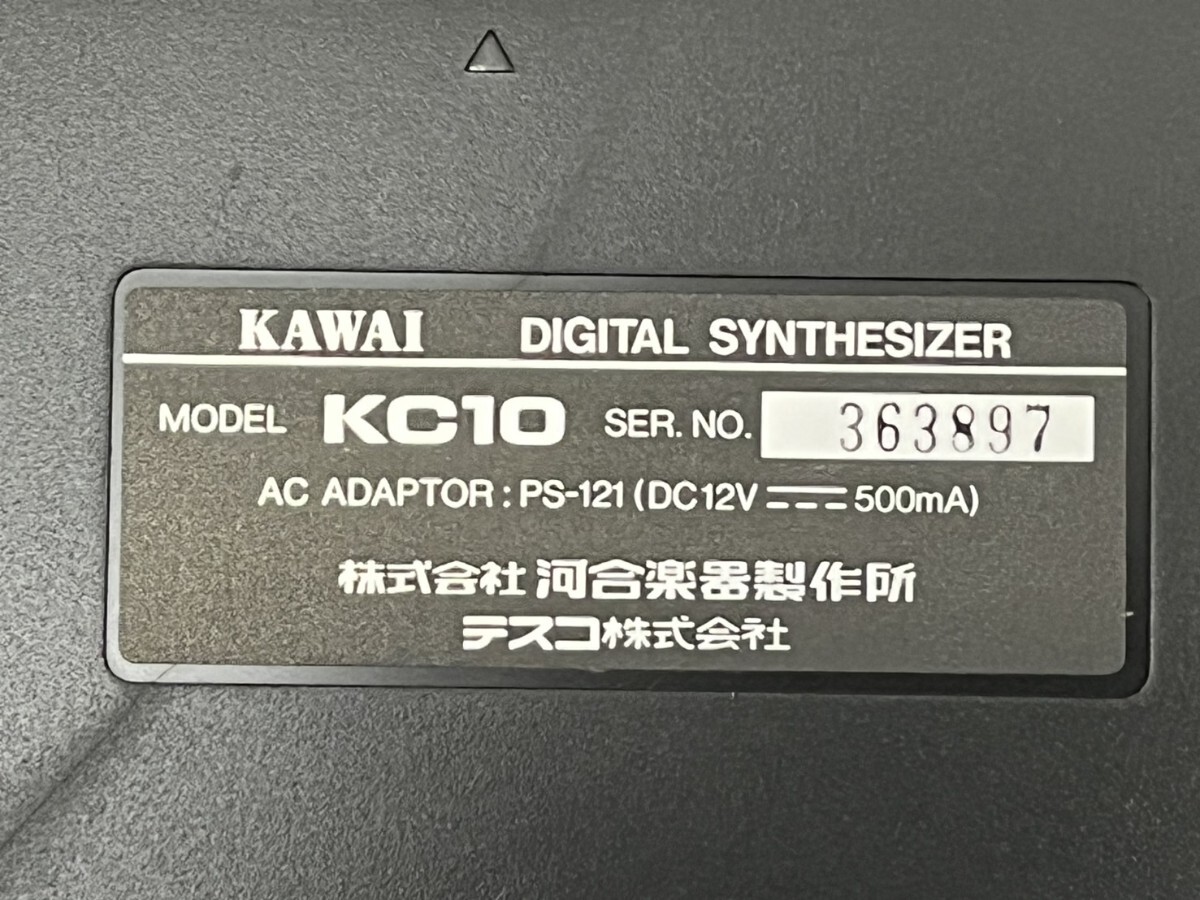 KAWAI DIGITAL SYNTHESIZER
MODEL KC10 SER. NO. 363897
AC ADAPTOR : PS-121 (DC12V ⎓ 500mA)
株式会社 河合楽器製作所
テスコ株式会社